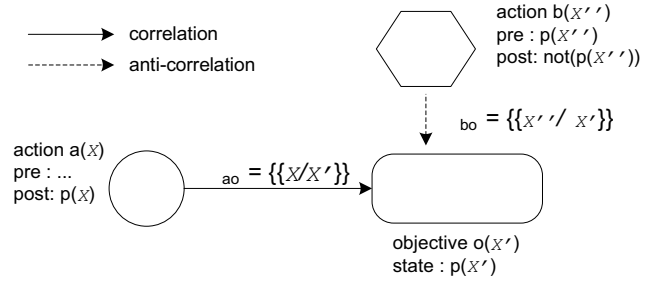 correlation
anti-correlation
action b(X′′)
pre : p(X′′)
post: not(p(X′′))
bo = {{X′′/ X′}}
action a(X)
pre : ...
post: p(X)
ao = {{X/X′}}
objective o(X′)
state : p(X′)